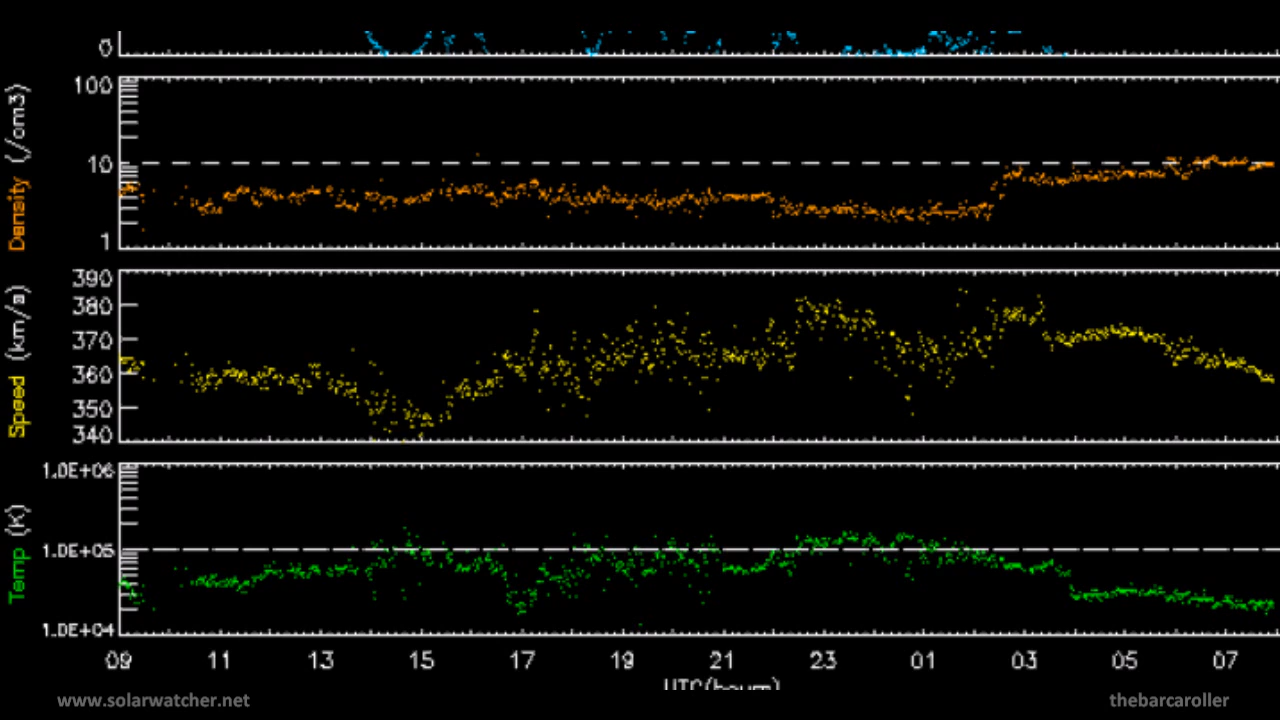 0
Density (/cm3)
100
10
1
Speed (km/s)
390
380
370
360
350
340
Temp (K)
1.0E+06
1.0E+05
1.0E+04
09 11 13 15 17 19 21 23 01 03 05 07
UTC(hours)
www.solarwatcher.net
thebarcaroller